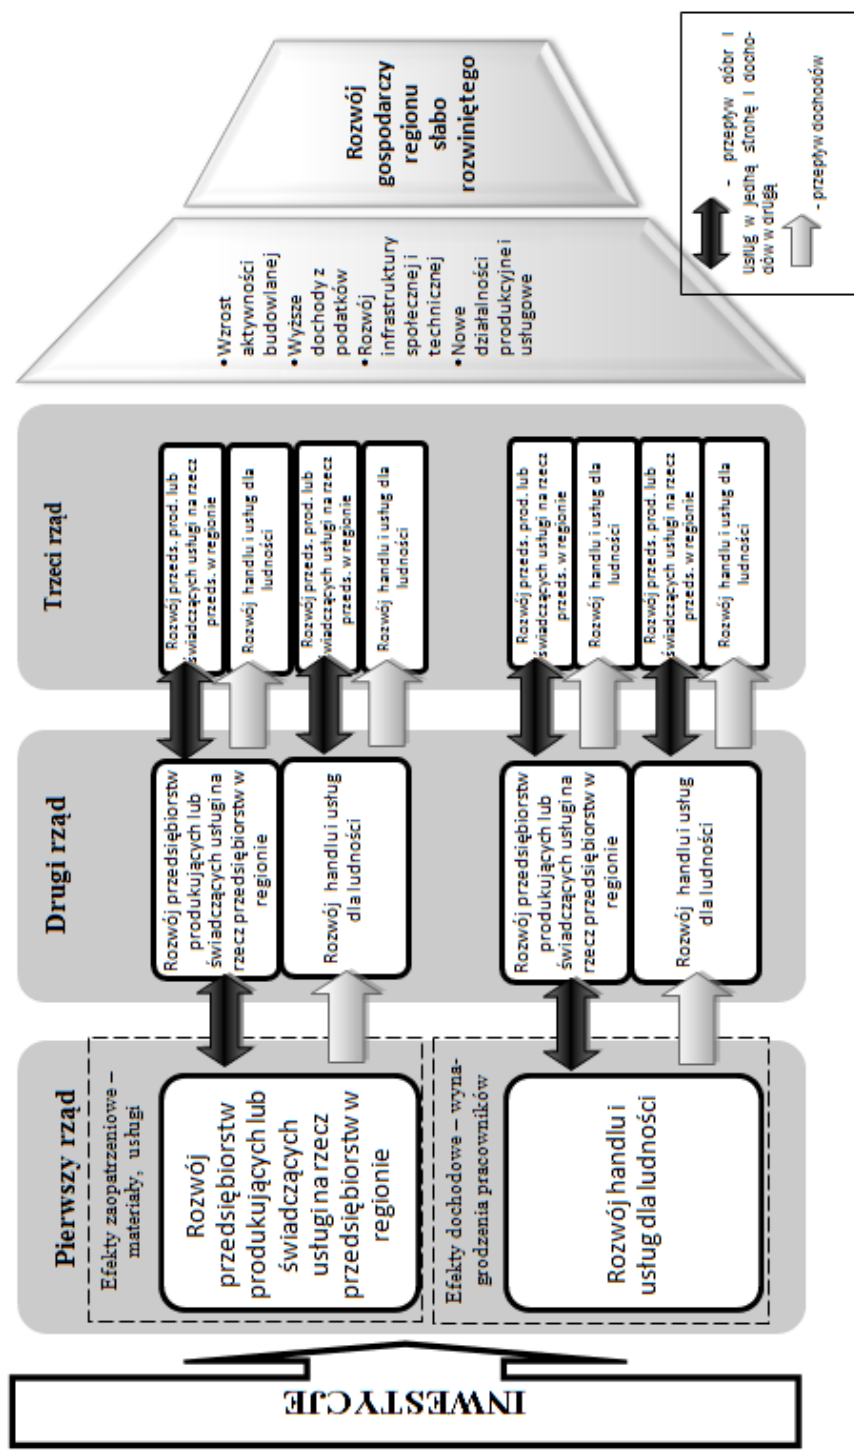 INWESTYCJE
Pierwszy rząd
Efekty zaopatrzeniowe –
materiały, usługi
Rozwój
przedsiębiorstw
produkujących lub
świadczących
usługi na rzecz
przedsiębiorstw w
regionie
Efekty dochodowe – wyna-
grodzenia pracowników
Rozwój handlu i
usług dla ludności
Drugi rząd
Rozwój przedsiębiorstw
produkujących lub
świadczących usługi na
rzecz przedsiębiorstw w
regionie
Rozwój handlu i usług
dla ludności
Rozwój przedsiębiorstw
produkujących lub
świadczących usługi na
rzecz przedsiębiorstw w
regionie
Rozwój handlu i usług
dla ludności
Trzeci rząd
Rozwój przeds. prod. lub
świadczących usługi na rzecz
przeds. w regionie
Rozwój handlu i usług dla
ludności
Rozwój przeds. prod. lub
świadczących usługi na rzecz
przeds. w regionie
Rozwój handlu i usług dla
ludności
Rozwój przeds. prod. lub
świadczących usługi na rzecz
przeds. w regionie
Rozwój handlu i usług dla
ludności
Rozwój przeds. prod. lub
świadczących usługi na rzecz
przeds. w regionie
Rozwój handlu i usług dla
ludności
• Wzrost
aktywności
budowlanej
• Wyższe
dochody z
podatków
• Rozwój
infrastruktury
społecznej i
technicznej
• Nowe
działalności
produkcyjne i
usługowe
Rozwój
gospodarczy
regionu
słabo
rozwiniętego
- przepływ dóbr i
usług w jedną stronę i docho-
dów w drugą
- przepływ dochodów